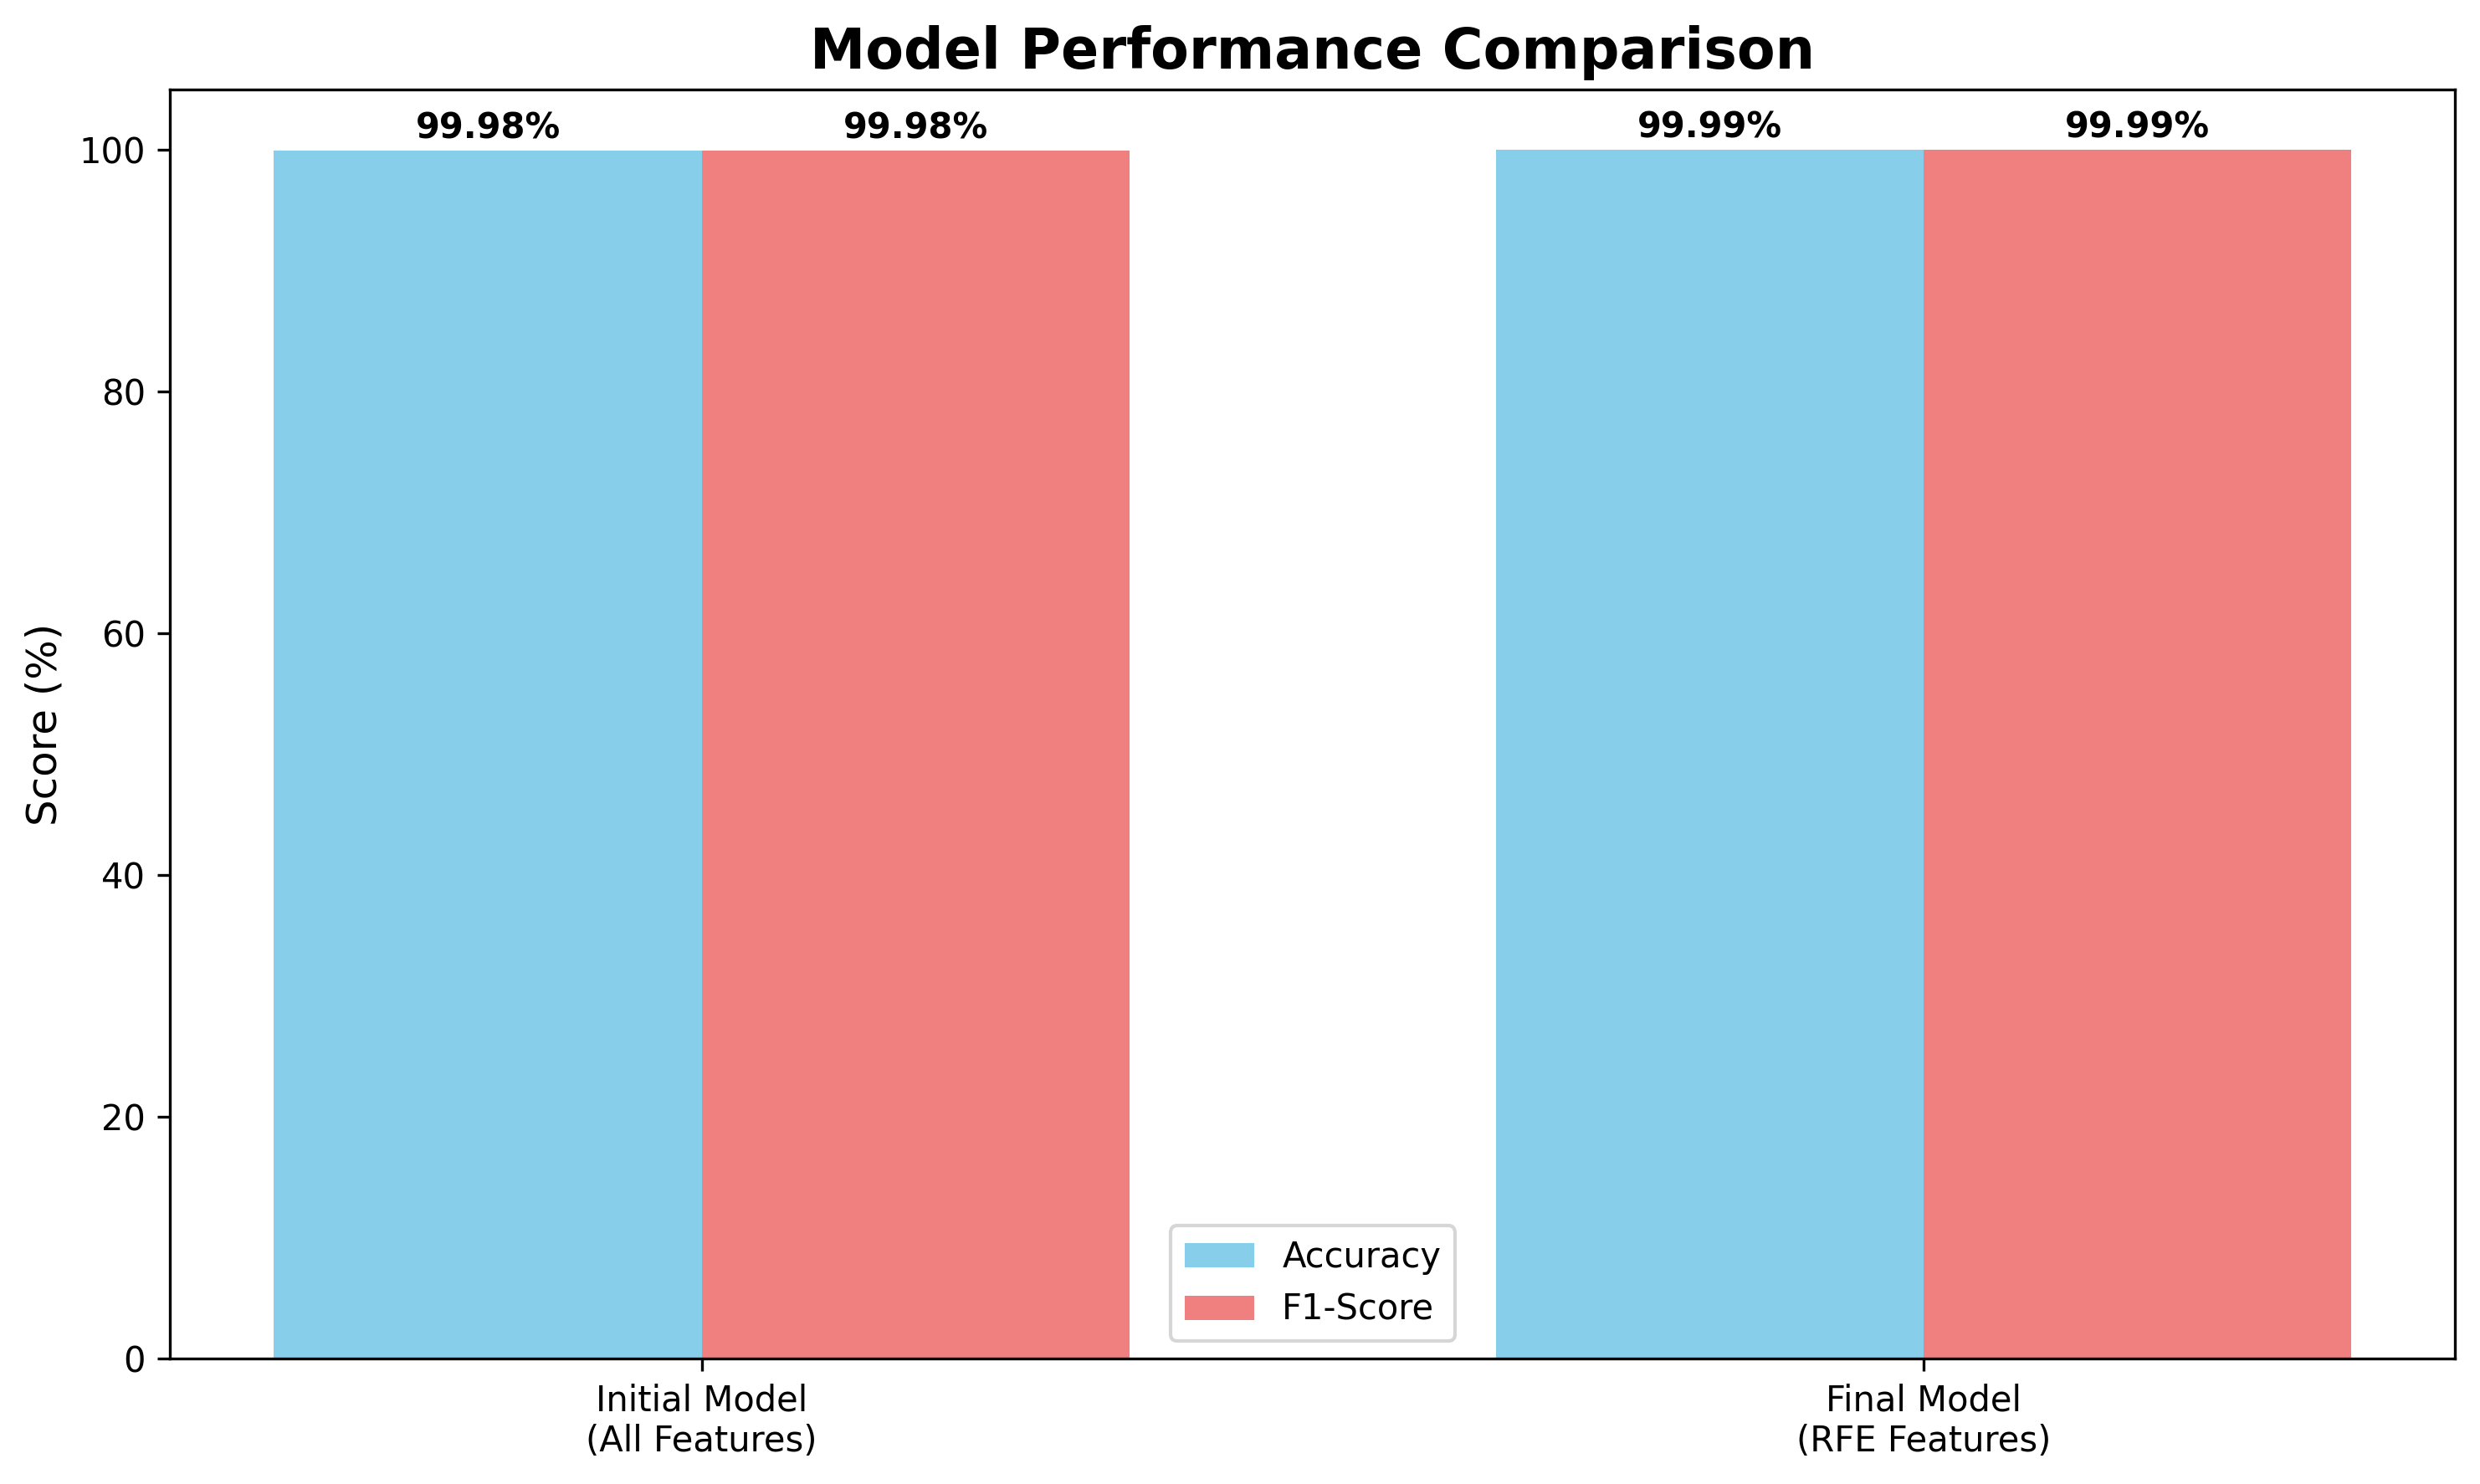 Model Performance Comparison
99.98% 99.98% 99.99% 99.99%
100
80
60
40
20
0
Score (%)
Accuracy
F1-Score
Initial Model
(All Features)
Final Model
(RFE Features)